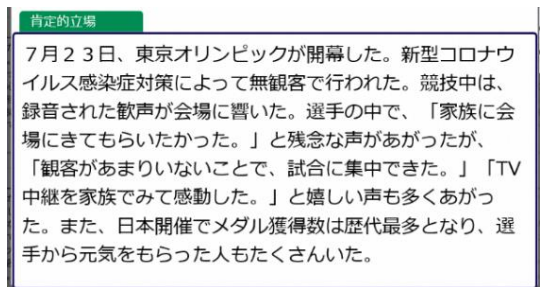 肯定的立場
７月２３日、東京オリンピックが開幕した。新型コロナウ
イルス感染症対策によって無観客で行われた。競技中は、
録音された歓声が会場に響いた。選手の中で、「家族に会
場にきてもらいたかった。」と残念な声があがったが、
「観客があまりいないことで、試合に集中できた。」「TV
中継を家族でみて感動した。」と嬉しい声も多くあがっ
た。また、日本開催でメダル獲得数は歴代最多となり、選
手から元気をもらった人もたくさんいた。